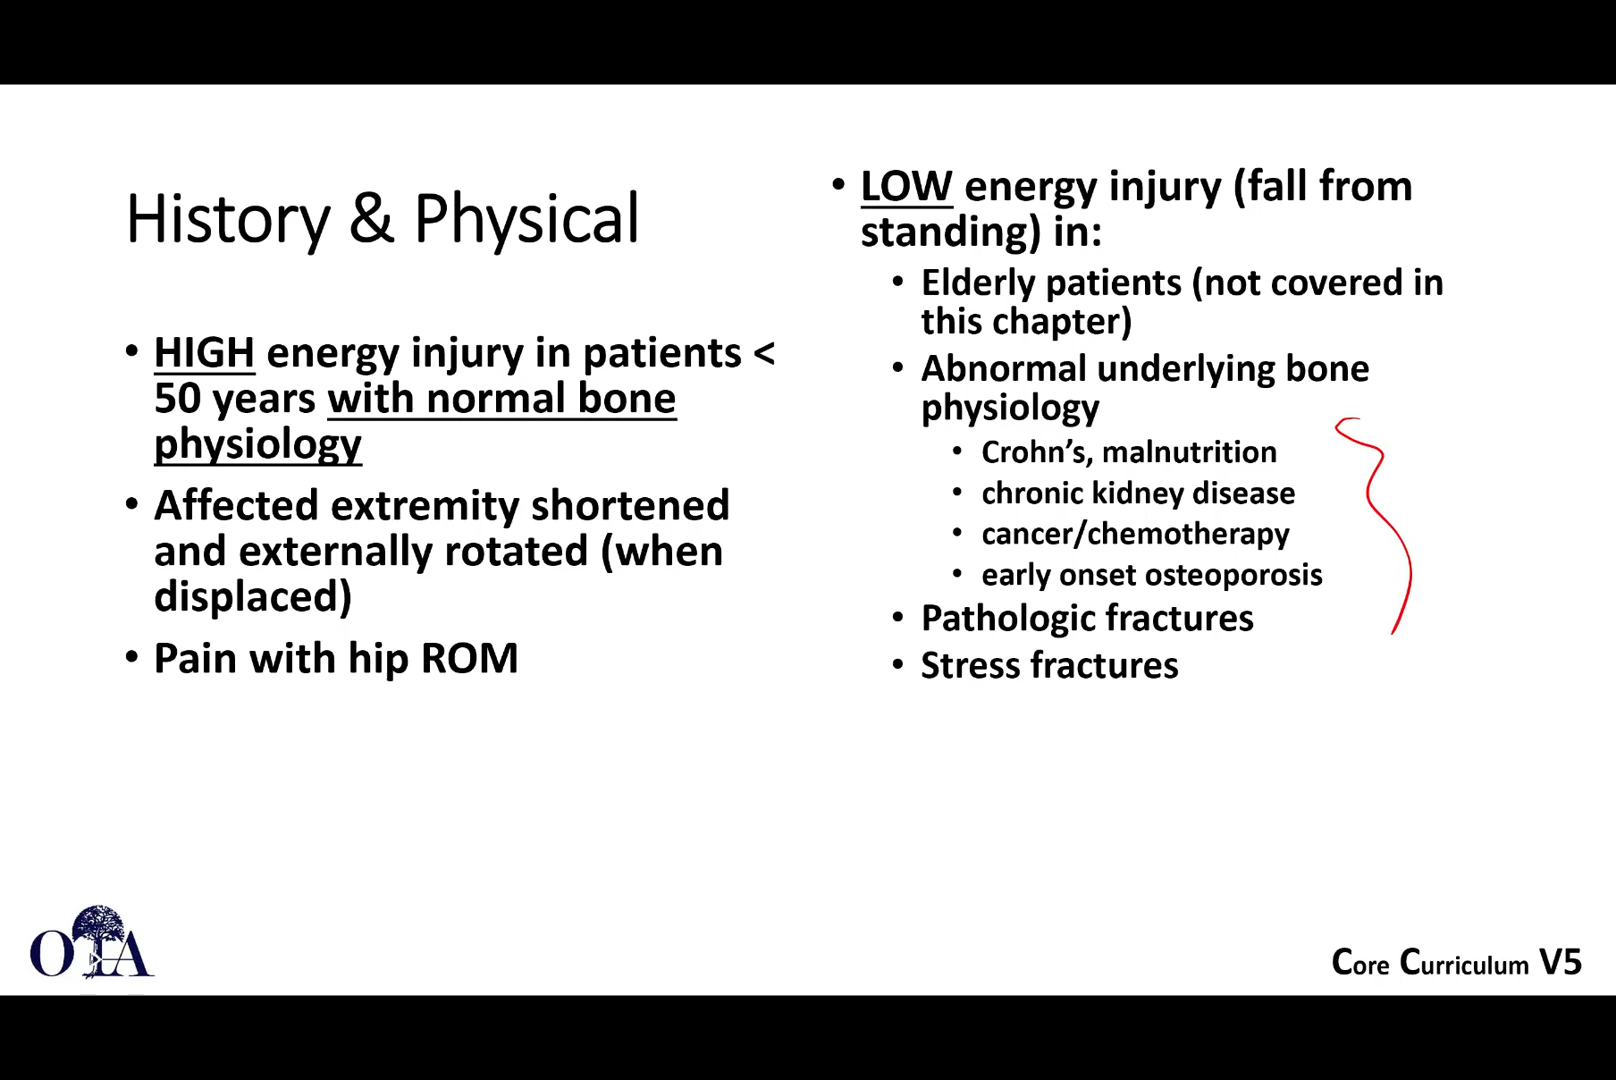 History & Physical
• HIGH energy injury in patients <
50 years with normal bone
physiology
• Affected extremity shortened
and externally rotated (when
displaced)
• Pain with hip ROM
• LOW energy injury (fall from
standing) in:
• Elderly patients (not covered in
this chapter)
• Abnormal underlying bone
physiology
• Crohn’s, malnutrition
• chronic kidney disease
• cancer/chemotherapy
• early onset osteoporosis
• Pathologic fractures
• Stress fractures
OTA
Core Curriculum V5